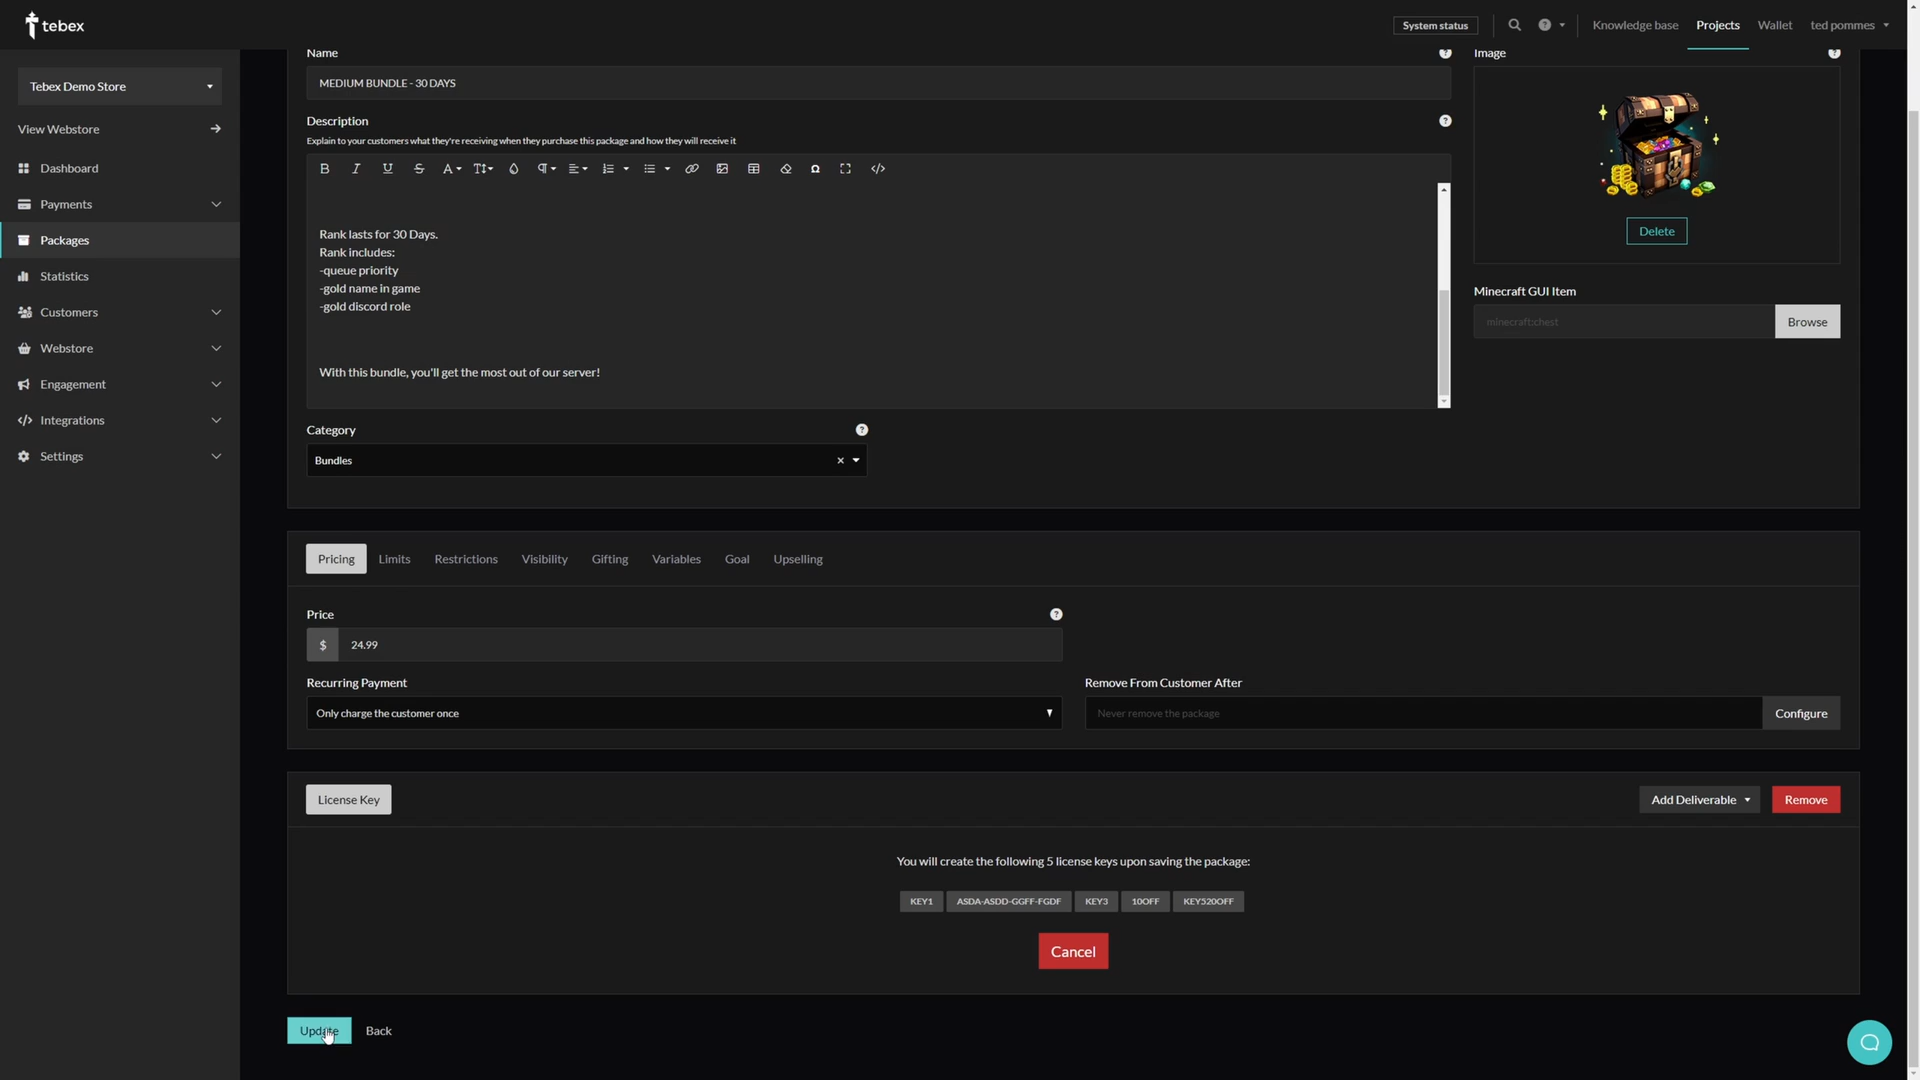 tebex
System status
Knowledge base
Projects
Wallet
ted pommes
Tebex Demo Store
View Webstore
Dashboard
Payments
Packages
Statistics
Customers
Webstore
Engagement
Integrations
Settings
Name
MEDIUM BUNDLE - 30 DAYS
Description
Explain to your customers what they're receiving when they purchase this package and how they will receive it
Rank lasts for 30 Days.
Rank includes:
-queue priority
-gold name in game
-gold discord role
With this bundle, you'll get the most out of our server!
Category
Bundles
Image
Delete
Minecraft GUI Item
minecraft:chest
Browse
Pricing
Limits
Restrictions
Visibility
Gifting
Variables
Goal
Upselling
Price
$ 24.99
Recurring Payment
Only charge the customer once
Remove From Customer After
Never remove the package
Configure
License Key
Add Deliverable
Remove
You will create the following 5 license keys upon saving the package:
KEY1 ASDA-ASDD-GGFF-FGDF KEY3 10OFF KEY520OFF
Cancel
Update
Back